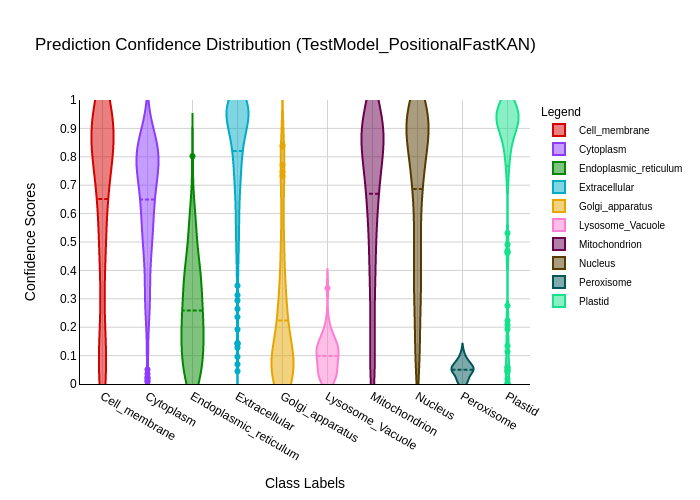 Prediction Confidence Distribution (TestModel_PositionalFastKAN)
Legend
Cell_membrane
Cytoplasm
Endoplasmic_reticulum
Extracellular
Golgi_apparatus
Lysosome_Vacuole
Mitochondrion
Nucleus
Peroxisome
Plastid
Confidence Scores
1
0.9
0.8
0.7
0.6
0.5
0.4
0.3
0.2
0.1
0
Cell_membrane
Cytoplasm
Endoplasmic_reticulum
Extracellular
Golgi_apparatus
Lysosome_Vacuole
Mitochondrion
Nucleus
Peroxisome
Plastid
Class Labels